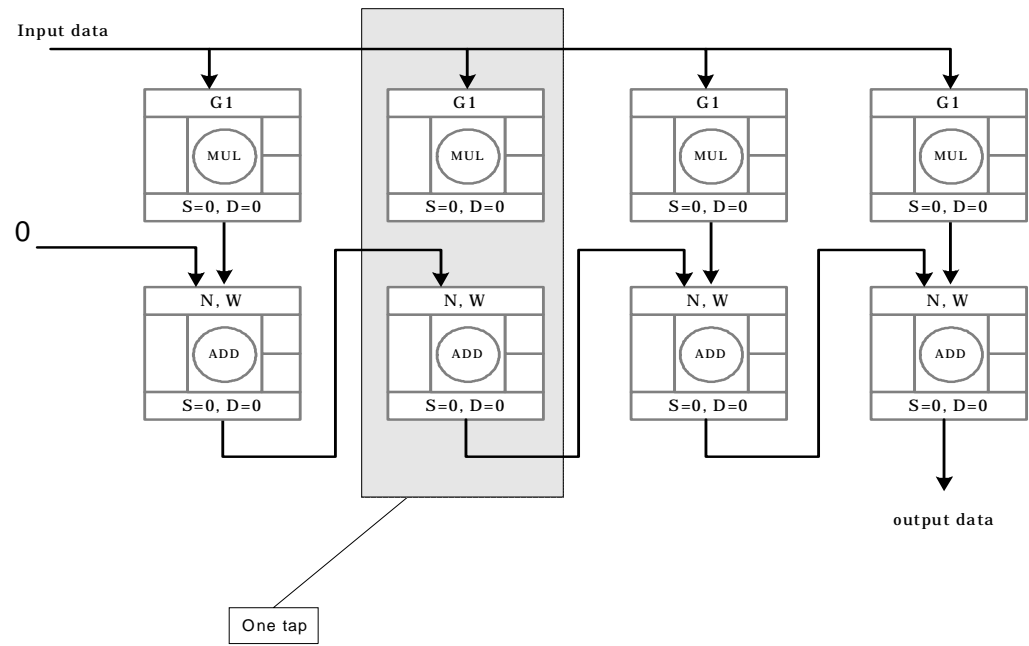 Input data
G1
G1
G1
G1
MUL
MUL
MUL
MUL
S=0, D=0
S=0, D=0
S=0, D=0
S=0, D=0
0
N, W
N, W
N, W
N, W
ADD
ADD
ADD
ADD
S=0, D=0
S=0, D=0
S=0, D=0
S=0, D=0
output data
One tap